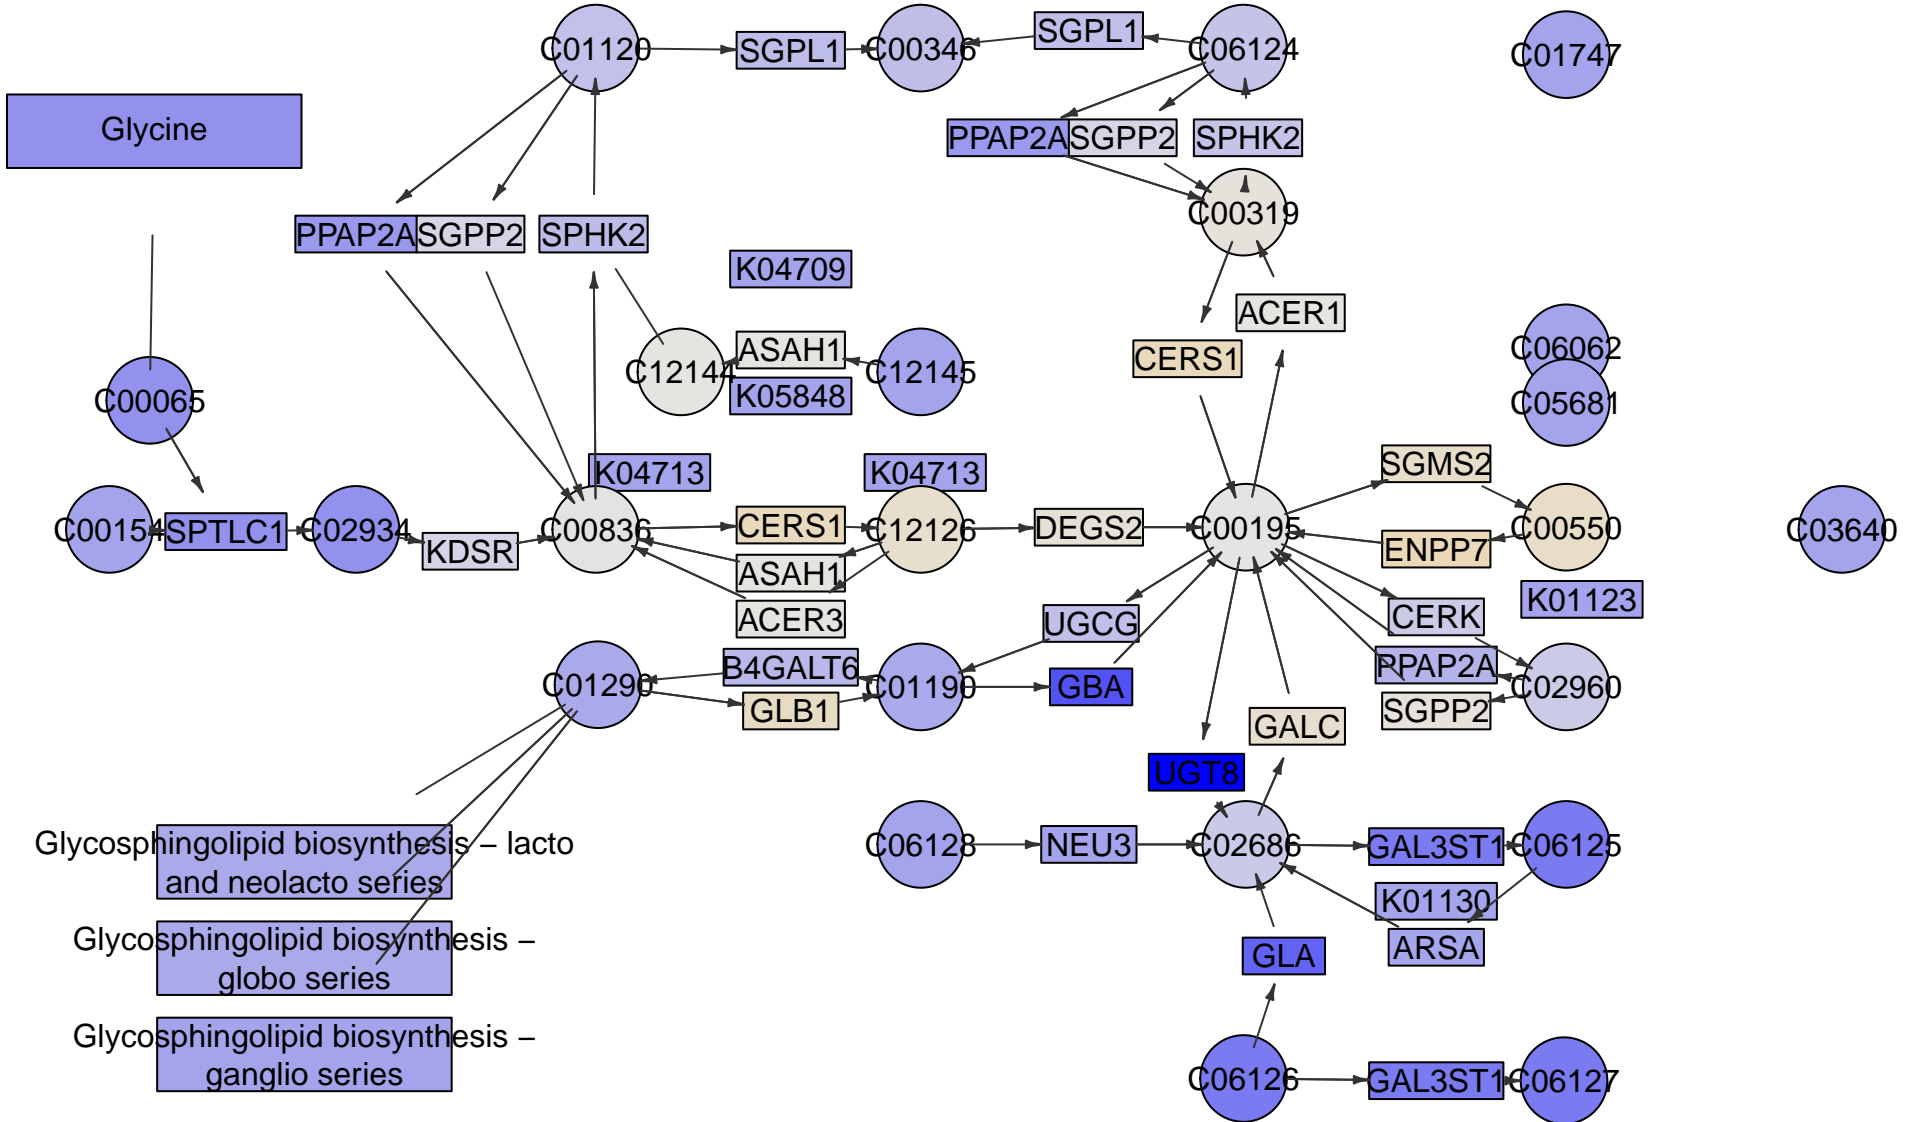 C01120
SGPL1
C00346
SGPL1
C06124
C01747
Glycine
PPAP2A
SGPP2
SPHK2
PPAP2A
SGPP2
SPHK2
C00319
K04709
ACER1
C12144
ASAH1
C12145
K05848
CERS1
C06062
C05681
C00065
K04713
K04713
SGMS2
C00154
SPTLC1
C02934
KDSR
C00836
CERS1
C12126
DEGS2
C00195
ENPP7
C00550
C03640
ASAH1
ACER3
UGCG
CERK
K01123
C01290
B4GALT6
GLB1
C01190
GBA
PPAP2A
SGPP2
C02960
GALC
UGT8
Glycosphingolipid biosynthesis – lacto
and neolacto series
C06128
NEU3
C02686
GAL3ST1
C06125
K01130
ARSA
Glycosphingolipid biosynthesis –
globo series
GLA
Glycosphingolipid biosynthesis –
ganglio series
C06126
GAL3ST1
C06127